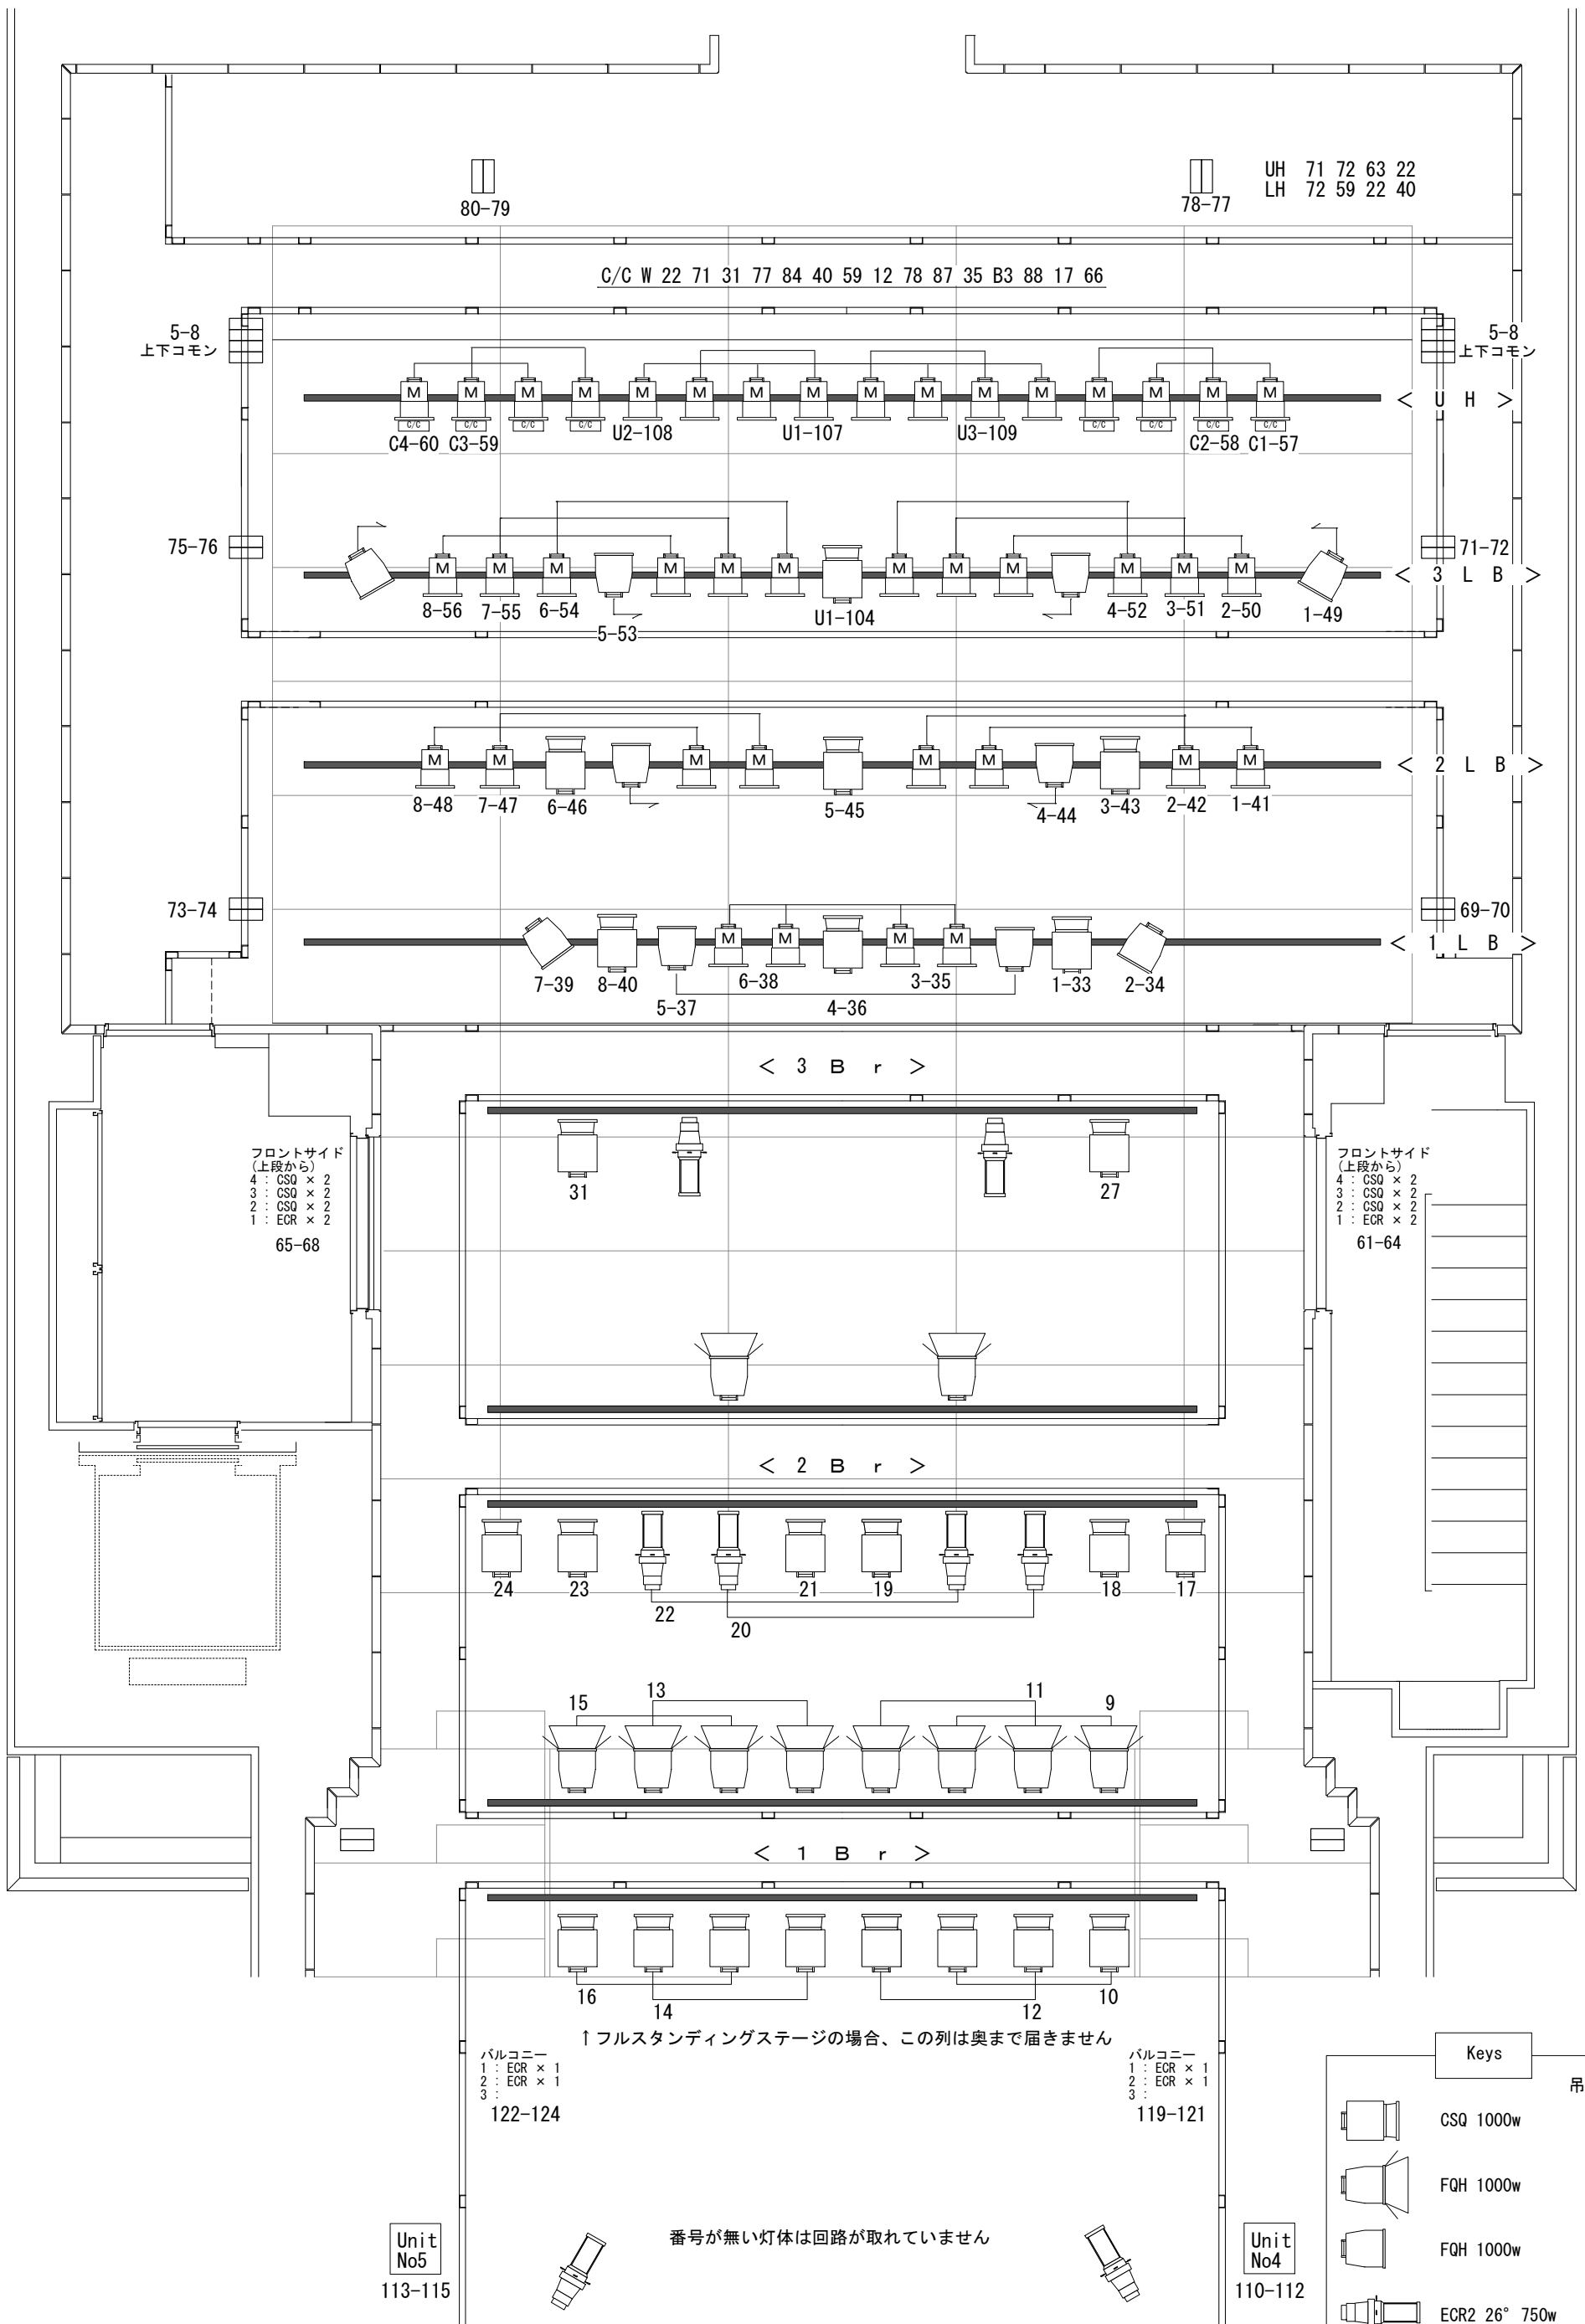 UH 71 72 63 22
LH 72 59 22 40
80-79
78-77
C/C W 22 71 31 77 84 40 59 12 78 87 35 B3 88 17 66
5-8
上下コモン
5-8
上下コモン
M M M M M M M M M M M M M M M M
< U H >
C/C C/C C/C C/C C/C C/C C/C C/C
C4-60 C3-59 U2-108 U1-107 U3-109 C2-58 C1-57
75-76
71-72
M M M M M M M M M M M M
< 3 L B >
8-56 7-55 6-54 5-53 U1-104 4-52 3-51 2-50 1-49
M M M M M M M M
< 2 L B >
8-48 7-47 6-46 5-45 4-44 3-43 2-42 1-41
73-74
69-70
M M M M
< 1 L B >
7-39 8-40 5-37 6-38 4-36 3-35 1-33 2-34
< 3 B r >
31
27
フロントサイド
(上段から)
4 : CSQ × 2
3 : CSQ × 2
2 : CSQ × 2
1 : ECR × 2
65-68
フロントサイド
(上段から)
4 : CSQ × 2
3 : CSQ × 2
2 : CSQ × 2
1 : ECR × 2
61-64
< 2 B r >
24 23 21 19 18 17
22
20
15 13 11 9
< 1 B r >
16 14 12 10
↑フルスタンディングステージの場合、この列は奥まで届きません
バルコニー
1 : ECR × 1
2 : ECR × 1
3 :
122-124
バルコニー
1 : ECR × 1
2 : ECR × 1
3 :
119-121
Unit
No5
113-115
番号が無い灯体は回路が取れていません
Unit
No4
110-112
Keys
吊
CSQ 1000w
FQH 1000w
FQH 1000w
ECR2 26° 750w